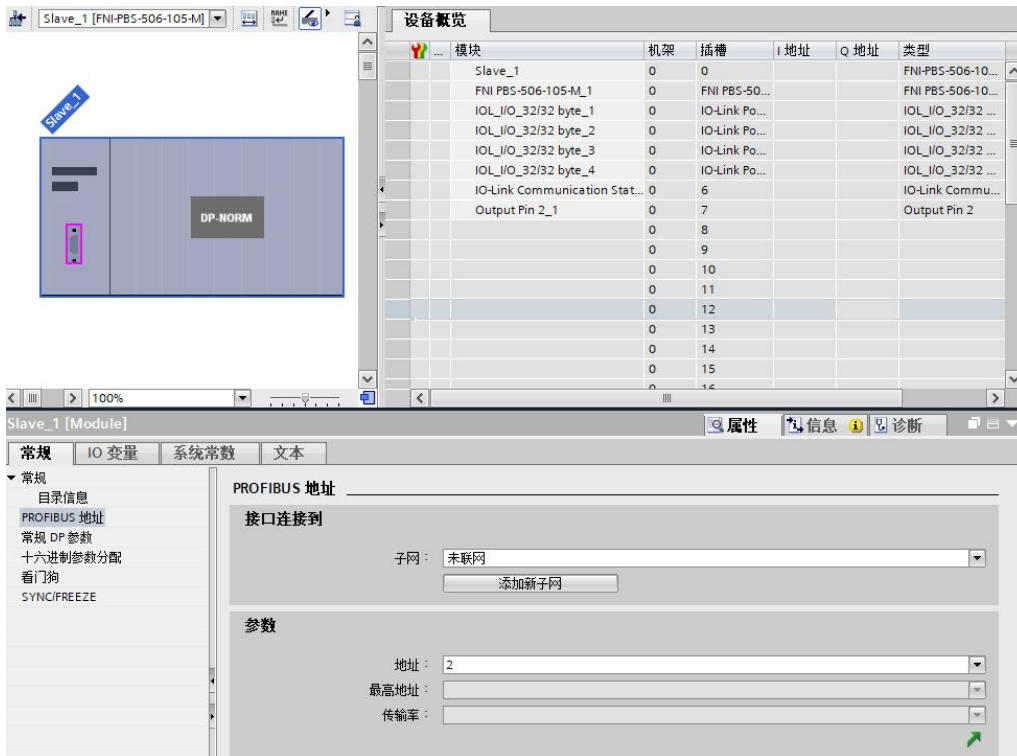 Slave_1 [FNI-PBS-506-105-M]
设备概览
... 模块 机架 插槽 I 地址 Q 地址 类型
Slave_1 0 0 FNI-PBS-506-10...
FNI PBS-506-105-M_1 0 FNI PBS-50... FNI PBS-506-10...
IOL_I/O_32/32 byte_1 0 IO-Link Po... IOL_I/O_32/32 ...
IOL_I/O_32/32 byte_2 0 IO-Link Po... IOL_I/O_32/32 ...
IOL_I/O_32/32 byte_3 0 IO-Link Po... IOL_I/O_32/32 ...
IOL_I/O_32/32 byte_4 0 IO-Link Po... IOL_I/O_32/32 ...
IO-Link Communication Stat... 0 6 IO-Link Commu...
Output Pin 2_1 0 7 Output Pin 2
0 8
0 9
0 10
0 11
0 12
0 13
0 14
0 15
Slave_1
DP-NORM
100%
Slave_1 [Module]
属性 信息 诊断
常规 IO 变量 系统常数 文本
常规
目录信息
PROFIBUS 地址
常规 DP 参数
十六进制参数分配
看门狗
SYNC/FREEZE
PROFIBUS 地址
接口连接到
子网： 未联网
添加新子网
参数
地址： 2
最高地址：
传输率：